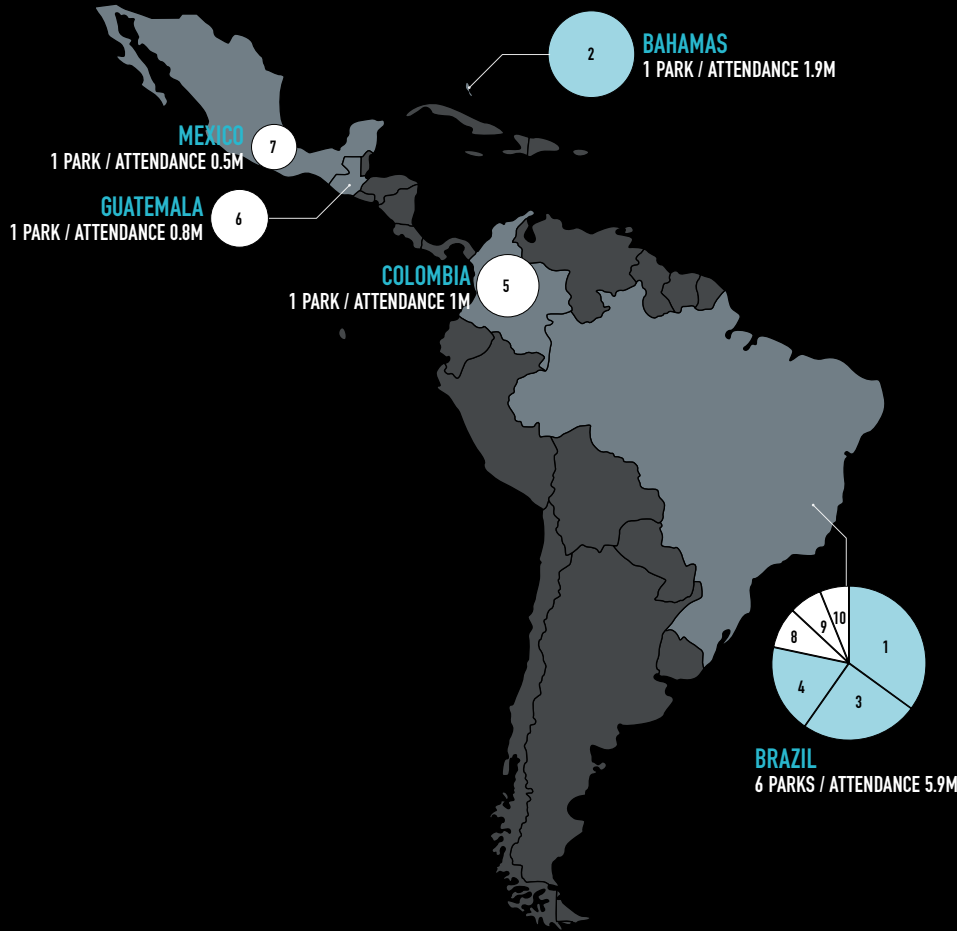 2
BAHAMAS
1 PARK / ATTENDANCE 1.9M
MEXICO
1 PARK / ATTENDANCE 0.5M
7
GUATEMALA
1 PARK / ATTENDANCE 0.8M
6
COLOMBIA
1 PARK / ATTENDANCE 1M
5
10
9
8
1
4
3
BRAZIL
6 PARKS / ATTENDANCE 5.9M